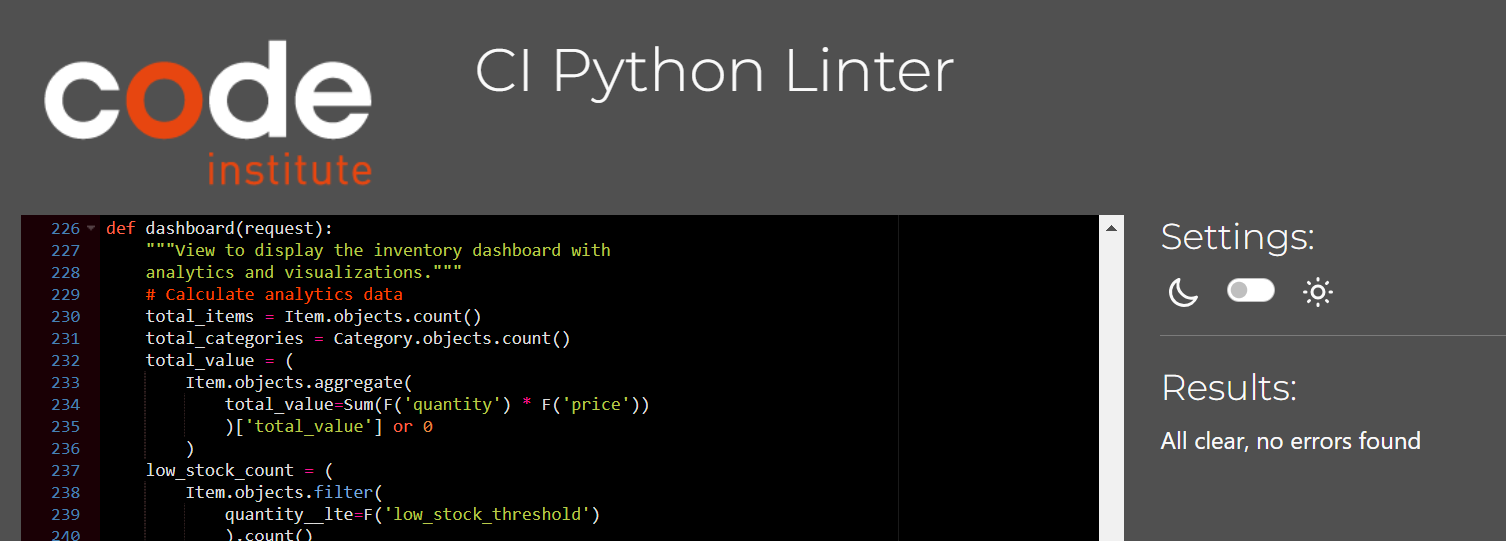 code
institute
CI Python Linter
226 def dashboard(request):
227 """View to display the inventory dashboard with
228 analytics and visualizations."""
229 # Calculate analytics data
230 total_items = Item.objects.count()
231 total_categories = Category.objects.count()
232 total_value = (
233 Item.objects.aggregate(
234 total_value=Sum(F('quantity') * F('price'))
235 )['total_value'] or 0
236 )
237 low_stock_count = (
238 Item.objects.filter(
239 quantity__lte=F('low_stock_threshold')
240 ).count()
Settings:
Results:
All clear, no errors found